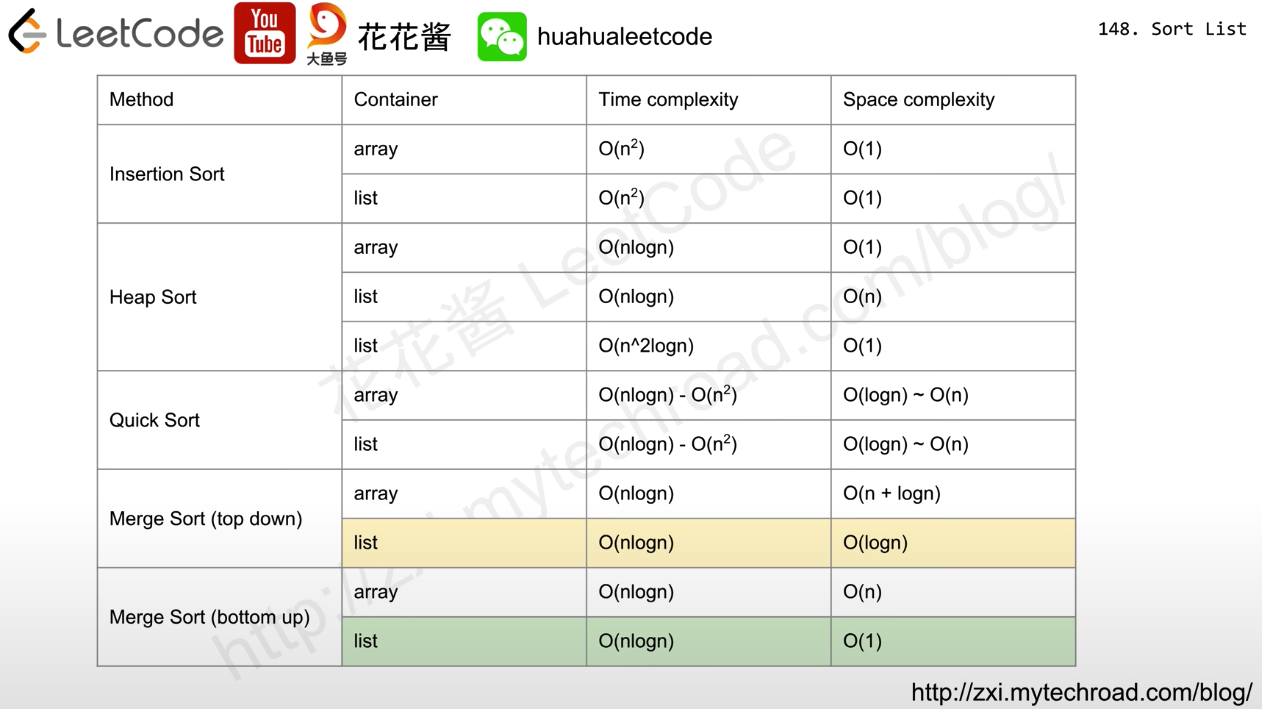 LeetCode You Tube 大鱼号 花花酱 huahualeetcode 148. Sort List
Method Container Time complexity Space complexity
Insertion Sort array O(n²) O(1)
list O(n²) O(1)
Heap Sort array O(nlogn) O(1)
list O(nlogn) O(n)
list O(n^2logn) O(1)
Quick Sort array O(nlogn) - O(n²) O(logn) ~ O(n)
list O(nlogn) - O(n²) O(logn) ~ O(n)
Merge Sort (top down) array O(nlogn) O(n + logn)
list O(nlogn) O(logn)
Merge Sort (bottom up) array O(nlogn) O(n)
list O(nlogn) O(1)
花花酱 LeetCode
http://zxi.mytechroad.com/blog/
http://zxi.mytechroad.com/blog/